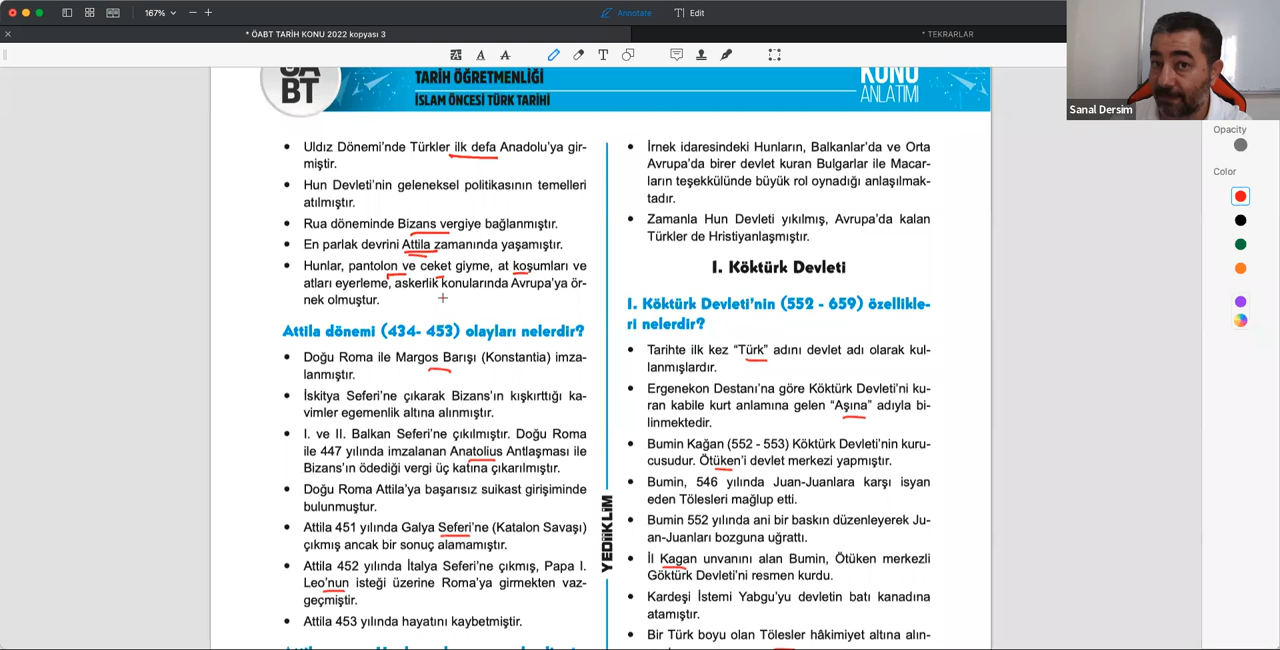 167%
Annotate
Edit
* ÖABT TARİH KONU 2022 kopyası 3
* TEKRARLAR
Sanal Dersim
Opacity
Color
BT
TARİH ÖĞRETMENLİĞİ
İSLAM ÖNCESİ TÜRK TARİHİ
KONU
ANLATIMI
• Uldız Dönemi’nde Türkler ilk defa Anadolu’ya gir-
miştir.
• Hun Devleti’nin geleneksel politikasının temelleri
atılmıştır.
• Rua döneminde Bizans vergiye bağlanmıştır.
• En parlak devrini Attila zamanında yaşamıştır.
• Hunlar, pantolon ve ceket giyme, at koşumları ve
atları eyerleme, askerlik konularında Avrupa’ya ör-
nek olmuştur.
Attila dönemi (434- 453) olayları nelerdir?
• Doğu Roma ile Margos Barışı (Konstantia) imza-
lanmıştır.
• İskitya Seferi’ne çıkarak Bizans’ın kışkırttığı ka-
vimler egemenlik altına alınmıştır.
• I. ve II. Balkan Seferi’ne çıkılmıştır. Doğu Roma
ile 447 yılında imzalanan Anatolius Antlaşması ile
Bizans’ın ödediği vergi üç katına çıkarılmıştır.
• Doğu Roma Attila’ya başarısız suikast girişiminde
bulunmuştur.
• Attila 451 yılında Galya Seferi’ne (Katalon Savaşı)
çıkmış ancak bir sonuç alamamıştır.
• Attila 452 yılında İtalya Seferi’ne çıkmış, Papa I.
Leo’nun isteği üzerine Roma’ya girmekten vaz-
geçmiştir.
• Attila 453 yılında hayatını kaybetmiştir.
YEDİİKLİM
• İrnek idaresindeki Hunların, Balkanlar’da ve Orta
Avrupa’da birer devlet kuran Bulgarlar ile Macar-
ların teşekkülünde büyük rol oynadığı anlaşılmak-
tadır.
• Zamanla Hun Devleti yıkılmış, Avrupa’da kalan
Türkler de Hristiyanlaşmıştır.
I. Köktürk Devleti
I. Köktürk Devleti’nin (552 - 659) özellikle-
ri nelerdir?
• Tarihte ilk kez “Türk” adını devlet adı olarak kul-
lanmışlardır.
• Ergenekon Destanı’na göre Köktürk Devleti’ni ku-
ran kabile kurt anlamına gelen “Aşına” adıyla bi-
linmektedir.
• Bumin Kağan (552 - 553) Köktürk Devleti’nin kuru-
cusudur. Ötüken’i devlet merkezi yapmıştır.
• Bumin, 546 yılında Juan-Juanlara karşı isyan
eden Tölesleri mağlup etti.
• Bumin 552 yılında ani bir baskın düzenleyerek Ju-
an-Juanları bozguna uğrattı.
• İl Kagan unvanını alan Bumin, Ötüken merkezli
Göktürk Devleti’ni resmen kurdu.
• Kardeşi İstemi Yabgu’yu devletin batı kanadına
atamıştır.
• Bir Türk boyu olan Tölesler hâkimiyet altına alın-